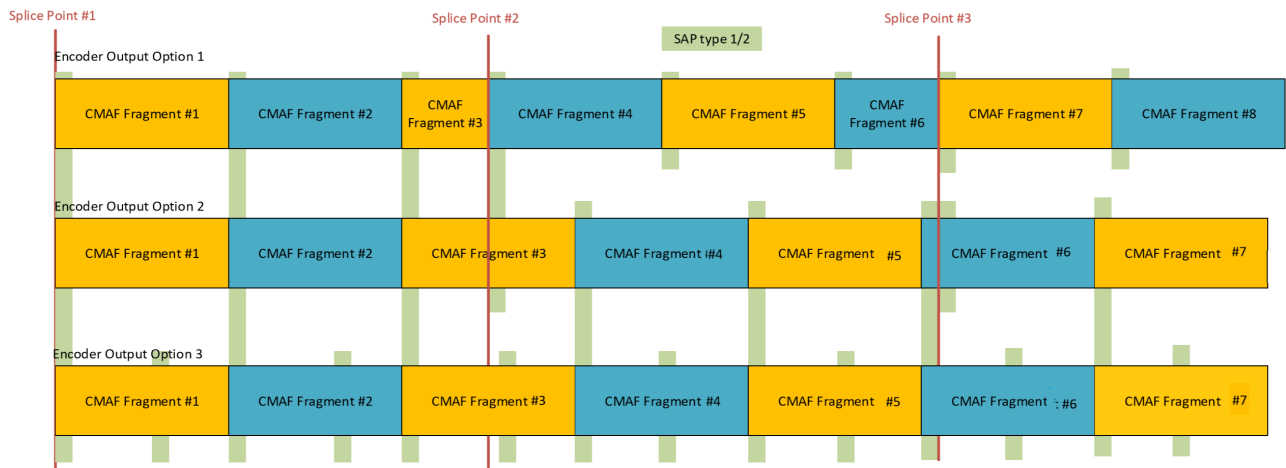 Splice Point #1
Splice Point #2
Splice Point #3
SAP type 1/2
Encoder Output Option 1
CMAF Fragment #1
CMAF Fragment #2
CMAF
Fragment #3
CMAF Fragment #4
CMAF Fragment #5
CMAF
Fragment #6
CMAF Fragment #7
CMAF Fragment #8
Encoder Output Option 2
CMAF Fragment #1
CMAF Fragment #2
CMAF Fragment #3
CMAF Fragment #4
CMAF Fragment #5
CMAF Fragment #6
CMAF Fragment #7
Encoder Output Option 3
CMAF Fragment #1
CMAF Fragment #2
CMAF Fragment #3
CMAF Fragment #4
CMAF Fragment #5
CMAF Fragment #6
CMAF Fragment #7